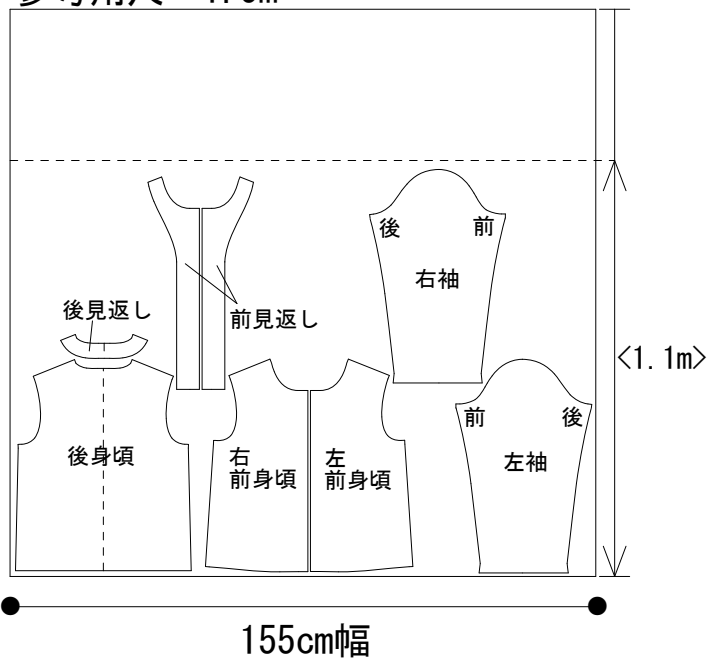 後 前
右袖
後見返し
前見返し
<1.1m>
前 後
後身頃
右
前身頃
左
前身頃
左袖
155cm幅